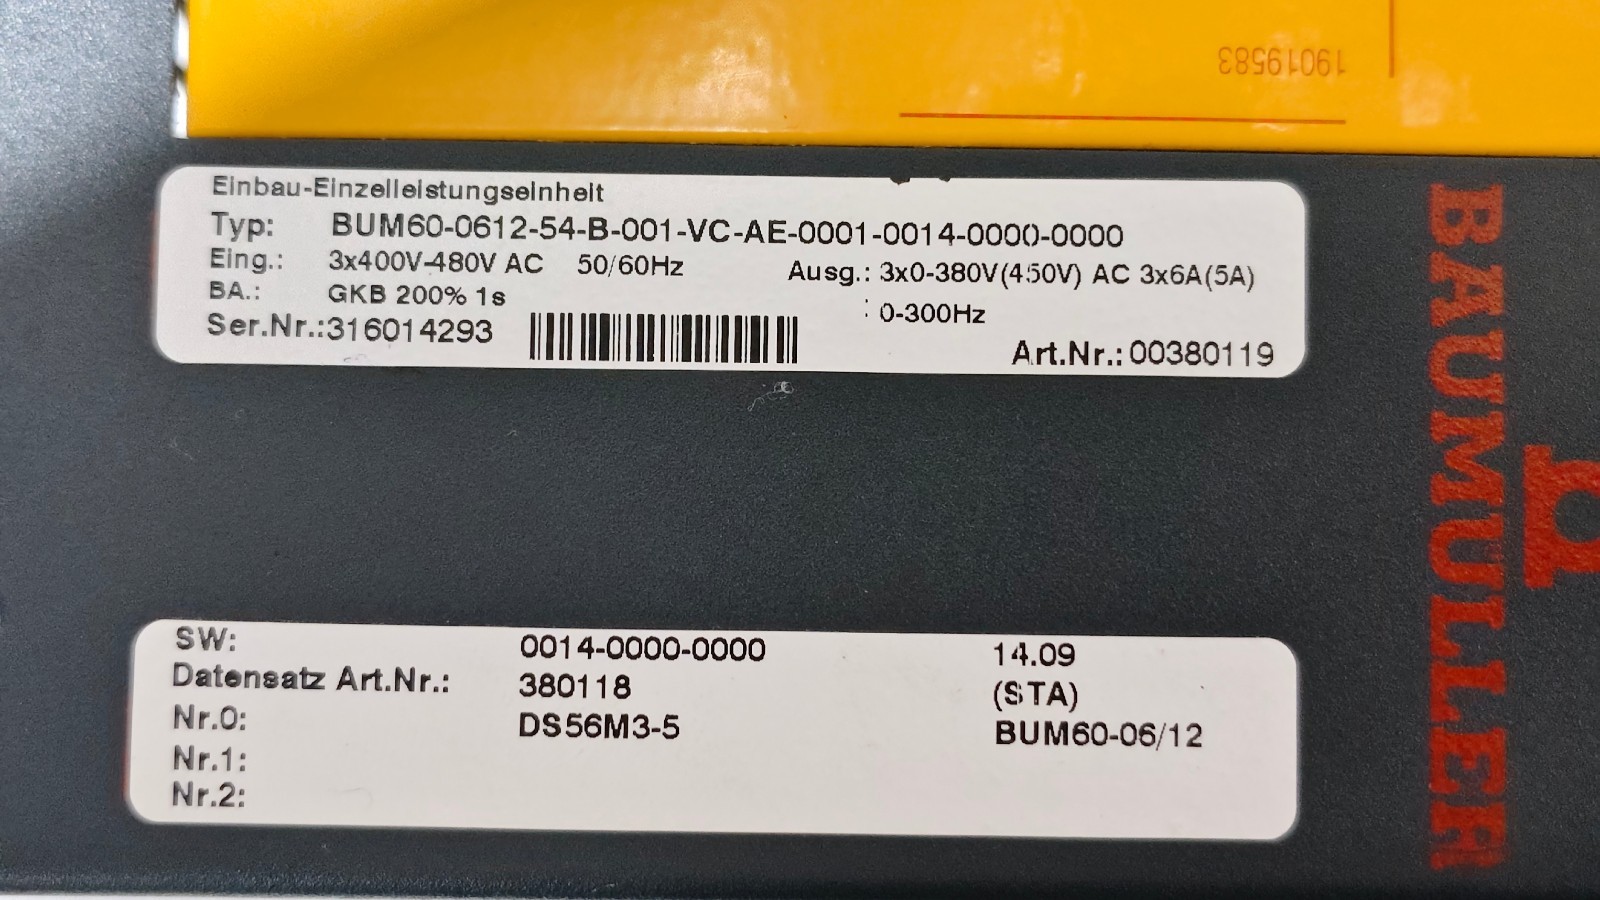 19019583
Einbau-Einzelleistungseinheit
Typ: BUM60-0612-54-B-001-VC-AE-0001-0014-0000-0000
Eing.: 3x400V-480V AC 50/60Hz Ausg.: 3x0-380V(450V) AC 3x6A(5A)
BA.: GKB 200% 1s : 0-300Hz
Ser.Nr.:316014293 Art.Nr.: 00380119
SW: 0014-0000-0000 14.09
Datensatz Art.Nr.: 380118 (STA)
Nr.0: DS56M3-5 BUM60-06/12
Nr.1:
Nr.2:
BAUMULLER